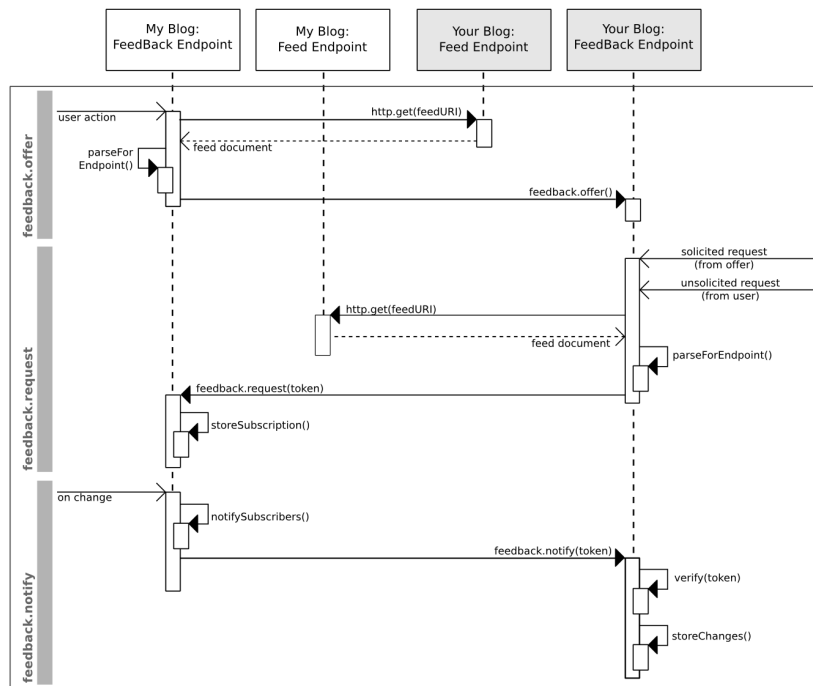 My Blog:
FeedBack Endpoint
My Blog:
Feed Endpoint
Your Blog:
Feed Endpoint
Your Blog:
FeedBack Endpoint
feedback.offer
user action
http.get(feedURI)
feed document
parseFor
Endpoint()
feedback.offer()
feedback.request
solicited request
(from offer)
unsolicited request
(from user)
http.get(feedURI)
feed document
parseForEndpoint()
feedback.request(token)
storeSubscription()
feedback.notify
on change
notifySubscribers()
feedback.notify(token)
verify(token)
storeChanges()